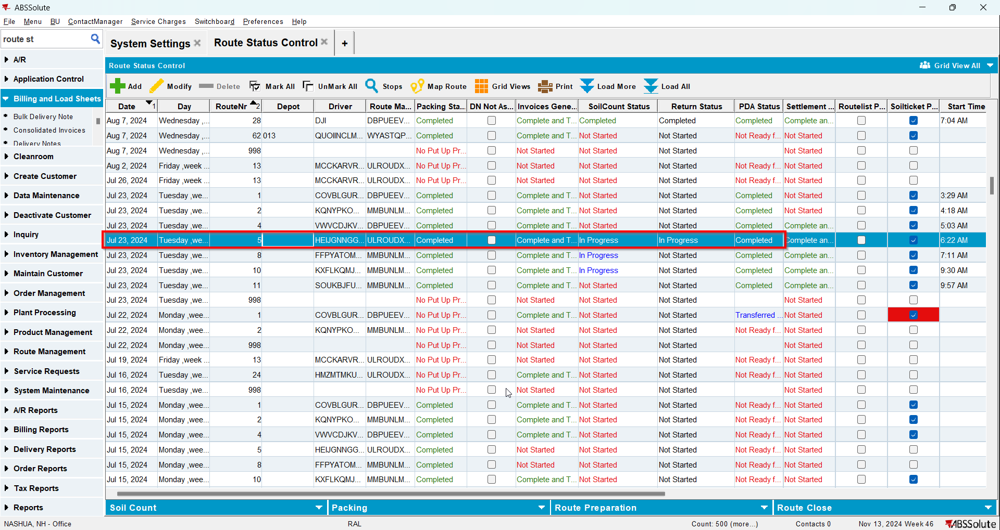 ABSSolute
File Menu BU ContactManager Service Charges Switchboard Preferences Help
route st
System Settings
Route Status Control
+
A/R
Application Control
Billing and Load Sheets
Bulk Delivery Note
Consolidated Invoices
Delivery Notes
Cleanroom
Create Customer
Data Maintenance
Deactivate Customer
Inquiry
Inventory Management
Maintain Customer
Order Management
Plant Processing
Product Management
Route Management
Service Requests
System Maintenance
A/R Reports
Billing Reports
Delivery Reports
Order Reports
Tax Reports
Reports
Route Status Control
Grid View All
Add Modify Delete Mark All UnMark All Stops Map Route Grid Views Print Load More Load All
Date 1 Day RouteNr 2 Depot Driver Route Ma... Packing Sta... DN Not As... Invoices Gene... SoilCount Status Return Status PDA Status Settlement ... Routelist P... Soilticket P... Start Time
Aug 7, 2024 Wednesday ,... 28 DJI DBPUEEV... Completed Complete and T... Completed Completed Completed Complete an... 7:04 AM
Aug 7, 2024 Wednesday ,... 62 013 QUOIINCLM... WYASTQP... Completed Complete and T... Not Started Not Started Not Ready f... Not Started
Aug 7, 2024 Wednesday ,... 998 No Put Up Pr... Not Started Not Started Not Started Not Started
Aug 2, 2024 Friday ,week ... 13 MCCKARVR... ULROUDX... No Put Up Pr... Not Started Not Started Not Started Not Ready f... Not Started
Jul 26, 2024 Friday ,week ... 13 MCCKARVR... ULROUDX... No Put Up Pr... Not Started Not Started Not Started Not Ready f... Not Started
Jul 23, 2024 Tuesday ,we... 1 COVBLGUR... DBPUEEV... Completed Complete and T... Not Started Not Started Completed Not Started 3:29 AM
Jul 23, 2024 Tuesday ,we... 2 KQNYPKO... MMBUNLM... Completed Complete and T... Not Started Not Started Completed Not Started 4:18 AM
Jul 23, 2024 Tuesday ,we... 4 VWVCDJKV... DBPUEEV... Completed Complete and T... Not Started Not Started Completed Complete an... 5:03 AM
Jul 23, 2024 Tuesday ,we... 5 HEIJGNNGG... ULROUDX... Completed Complete and T... In Progress In Progress Completed Complete an... 6:22 AM
Jul 23, 2024 Tuesday ,we... 8 FFPYATOM... MMBUNLM... Completed Complete and T... In Progress Not Started Completed Complete an... 7:11 AM
Jul 23, 2024 Tuesday ,we... 10 KXFLKQMJ... MMBUNLM... Completed Complete and T... In Progress Not Started Completed Complete an... 9:30 AM
Jul 23, 2024 Tuesday ,we... 11 SOUKBJFU... MMBUNLM... Completed Complete and T... Not Started Not Started Completed Complete an... 9:57 AM
Jul 23, 2024 Tuesday ,we... 998 No Put Up Pr... Not Started Not Started Not Started Not Started
Jul 22, 2024 Monday ,wee... 1 COVBLGUR... DBPUEEV... No Put Up Pr... Complete and T... Not Started Not Started Transferred ... Not Started
Jul 22, 2024 Monday ,wee... 2 KQNYPKO... MMBUNLM... No Put Up Pr... Not Started Not Started Not Started Not Ready f... Not Started
Jul 22, 2024 Monday ,wee... 998 No Put Up Pr... Not Started Not Started Not Started Not Started
Jul 19, 2024 Friday ,week ... 13 MCCKARVR... ULROUDX... No Put Up Pr... Not Started Not Started Not Started Not Ready f... Not Started
Jul 16, 2024 Tuesday ,we... 24 HMZMTMKU... ULROUDX... No Put Up Pr... Complete and T... Not Started Not Started Not Ready f... Not Started
Jul 16, 2024 Tuesday ,we... 998 No Put Up Pr... Not Started Not Started Not Started Not Started
Jul 15, 2024 Monday ,wee... 1 COVBLGUR... DBPUEEV... Completed Complete and T... Not Started Not Started Not Ready f... Not Started
Jul 15, 2024 Monday ,wee... 2 KQNYPKO... MMBUNLM... Completed Complete and T... Not Started Not Started Not Ready f... Not Started
Jul 15, 2024 Monday ,wee... 4 VWVCDJKV... DBPUEEV... Completed Complete and T... Not Started Not Started Not Ready f... Not Started
Jul 15, 2024 Monday ,wee... 5 HEIJGNNGG... ULROUDX... Completed Not Started Not Started Not Started Not Ready f... Not Started
Jul 15, 2024 Monday ,wee... 8 FFPYATOM... MMBUNLM... Completed Not Started Not Started Not Started Not Ready f... Not Started
Jul 15, 2024 Monday ,wee... 10 KXFLKQMJ... MMBUNLM... Completed Complete and T... Not Started Not Started Not Ready f... Not Started
Soil Count Packing Route Preparation Route Close
NASHUA, NH - Office RAL Count: 500 (more...) Contacts 0 Nov 13, 2024 Week 46 ABSSolute